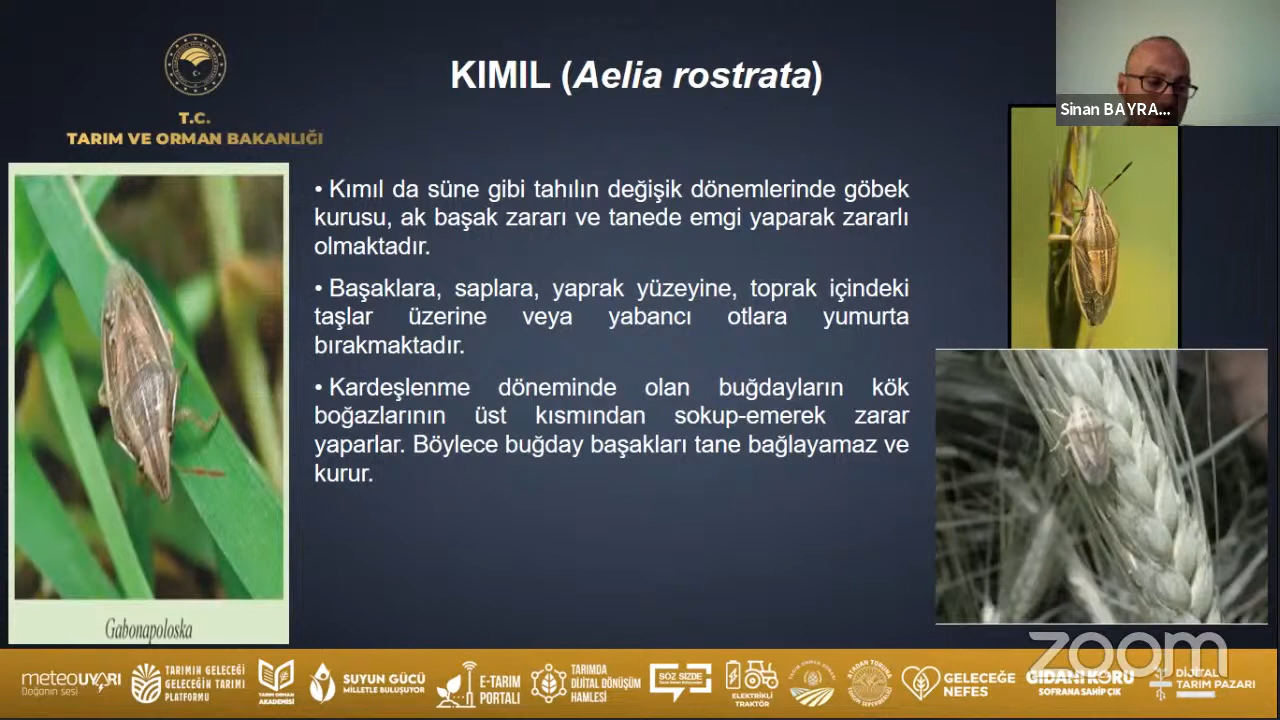 T.C.
TARIM VE ORMAN BAKANLIĞI
KIMIL (Aelia rostrata)
Sinan BAYRA...
• Kımıl da süne gibi tahılın değişik dönemlerinde göbek
kurusu, ak başak zararı ve tanede emgi yaparak zararlı
olmaktadır.
• Başaklara, saplara, yaprak yüzeyine, toprak içindeki
taşlar üzerine veya yabancı otlara yumurta
bırakmaktadır.
• Kardeşlenme döneminde olan buğdayların kök
boğazlarının üst kısmından sokup-emerek zarar
yaparlar. Böylece buğday başakları tane bağlayamaz ve
kurur.
Gabonapoloska
zoom
meteoUYARI
Doğanın sesi
TARIMIN GELECEĞİ
GELECEĞİN TARIMI
PLATFORMU
TARIM ORMAN
AKADEMİSİ
SUYUN GÜCÜ
MİLLETLE BULUŞUYOR
E-TARIM
PORTALI
TARIMDA
DİJİTAL DÖNÜŞÜM
HAMLESİ
SÖZ SİZDE
ELEKTRİKLİ
TRAKTÖR
GELECEĞE
NEFES
GIDANI KORU
SOFRANA SAHİP ÇIK
DİJİTAL
TARIM PAZARI